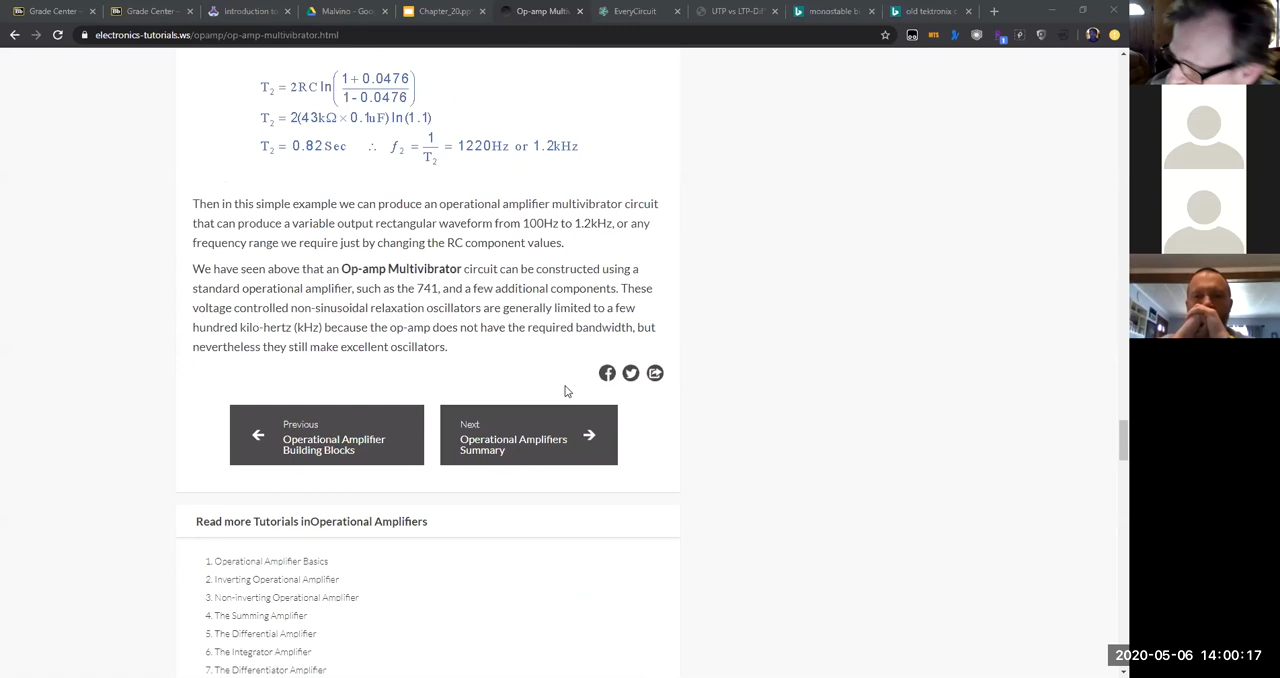 Grade Center
Grade Center
introduction to
Malvino - Goo
Chapter_20.pp
Op-amp Multi
EveryCircuit
UTP vs LTP-Dif
monostable b
old tektronix c
electronics-tutorials.ws/opamp/op-amp-multivibrator.html
T2 = 2RC ln(1 + 0.0476 / 1 - 0.0476)
T2 = 2(43kΩ × 0.1uF) ln(1.1)
T2 = 0.82 Sec ∴ f2 = 1/T2 = 1220Hz or 1.2kHz
Then in this simple example we can produce an operational amplifier multivibrator circuit
that can produce a variable output rectangular waveform from 100Hz to 1.2kHz, or any
frequency range we require just by changing the RC component values.
We have seen above that an Op-amp Multivibrator circuit can be constructed using a
standard operational amplifier, such as the 741, and a few additional components. These
voltage controlled non-sinusoidal relaxation oscillators are generally limited to a few
hundred kilo-hertz (kHz) because the op-amp does not have the required bandwidth, but
nevertheless they still make excellent oscillators.
Previous
Operational Amplifier
Building Blocks
Next
Operational Amplifiers
Summary
Read more Tutorials inOperational Amplifiers
1. Operational Amplifier Basics
2. Inverting Operational Amplifier
3. Non-inverting Operational Amplifier
4. The Summing Amplifier
5. The Differential Amplifier
6. The Integrator Amplifier
7. The Differentiator Amplifier
2020-05-06 14:00:17